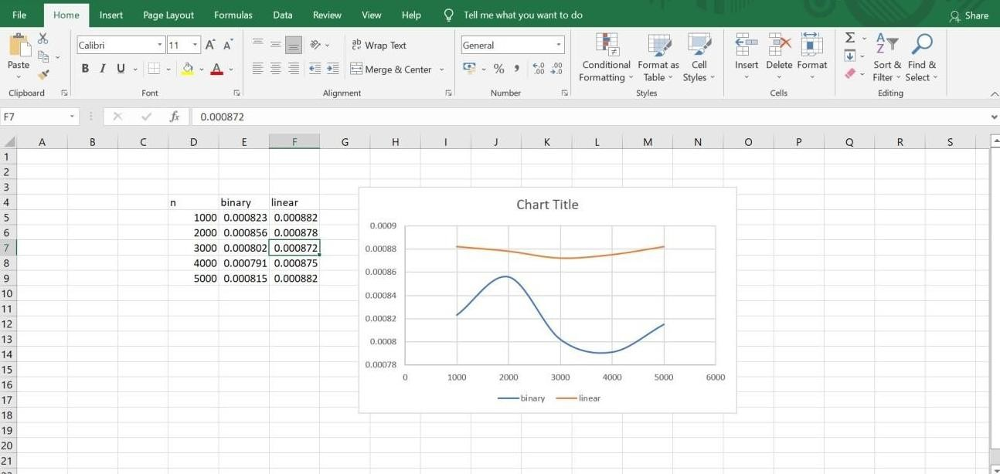 File Home Insert Page Layout Formulas Data Review View Help Tell me what you want to do Share
Calibri 11 A A ab Wrap Text General
Paste B I U A Merge & Center % 9 .00 .00 Conditional Format as Cell Insert Delete Format Sort & Find &
Formatting Table Styles Filter Select
Clipboard Font Alignment Number Styles Cells Editing
F7 fx 0.000872
A B C D E F G H I J K L M N O P Q R S
1
2
3
4 n binary linear
5 1000 0.000823 0.000882
6 2000 0.000856 0.000878
7 3000 0.000802 0.000872
8 4000 0.000791 0.000875
9 5000 0.000815 0.000882
10
11
12
13
14
15
16
17
18
19
20
21
Chart Title
0.0009
0.00088
0.00086
0.00084
0.00082
0.0008
0.00078
0 1000 2000 3000 4000 5000 6000
binary linear